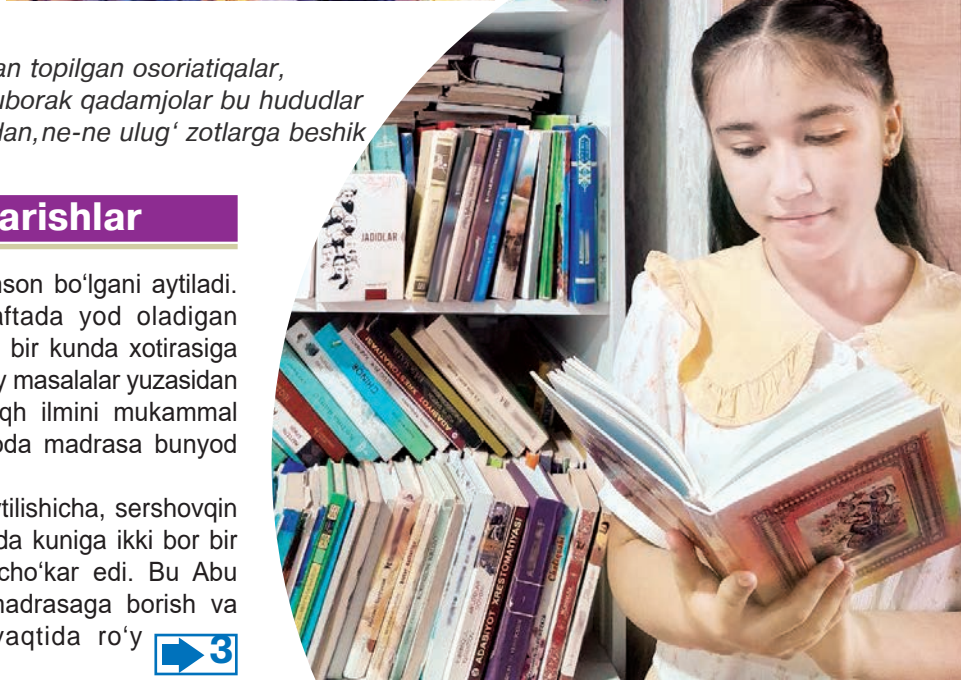 an topilgan osoriatiqalar,
uborak qadamjolar bu hududlar
dan,ne-ne ulug‘ zotlarga beshik
arishlar
nson bo‘lgani aytiladi.
aftada yod oladigan
bir kunda xotirasiga
y masalalar yuzasidan
qh ilmini mukammal
oda madrasa bunyod
rtilishicha, sershovqin
da kuniga ikki bor bir
cho‘kar edi. Bu Abu
nadrasaga borish va
vaqtida ro‘y
3
JADIDLAR
CHINOR
ADABIYOT XRESTOMATIYASI
ADABIYOT XRESTOMATIYASI